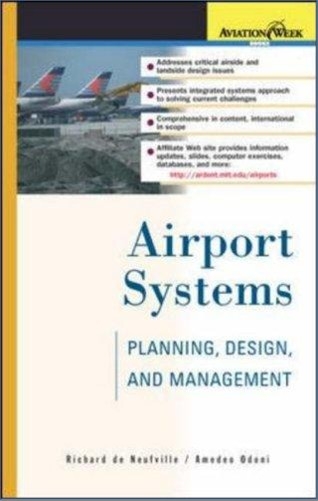 AVIATION WEEK
BOOKS
Addresses critical airside and
landside design issues
Presents integrated systems approach
to solving current challenges
Comprehensive in content, international
in scope
Affiliate Web site provides information
updates, slides, computer exercises,
databases, and more:
http://ardent.mit.edu/airports
Airport
Systems
PLANNING, DESIGN,
AND MANAGEMENT
Richard de Neufville / Amedeo Odoni